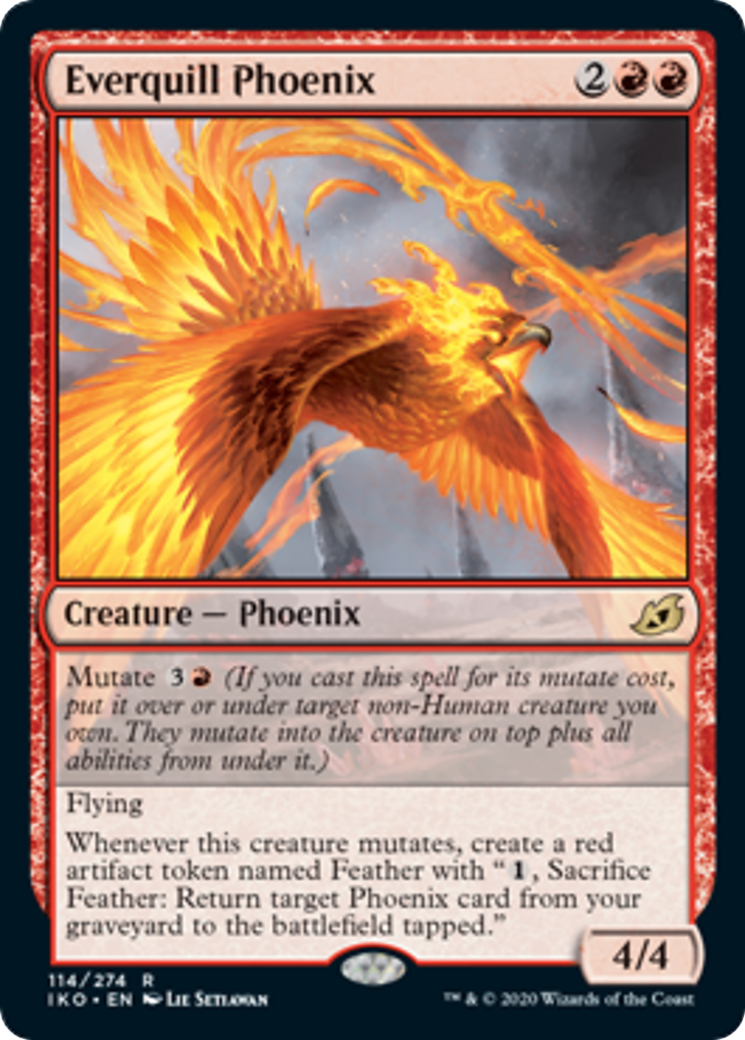 Everquill Phoenix 2
Creature — Phoenix
Mutate 3 (If you cast this spell for its mutate cost,
put it over or under target non-Human creature you
own. They mutate into the creature on top plus all
abilities from under it.)
Flying
Whenever this creature mutates, create a red
artifact token named Feather with “1, Sacrifice
Feather: Return target Phoenix card from your
graveyard to the battlefield tapped.”
4/4
114/274 R
IKO • EN Lie Setiawan
™ & © 2020 Wizards of the Coast